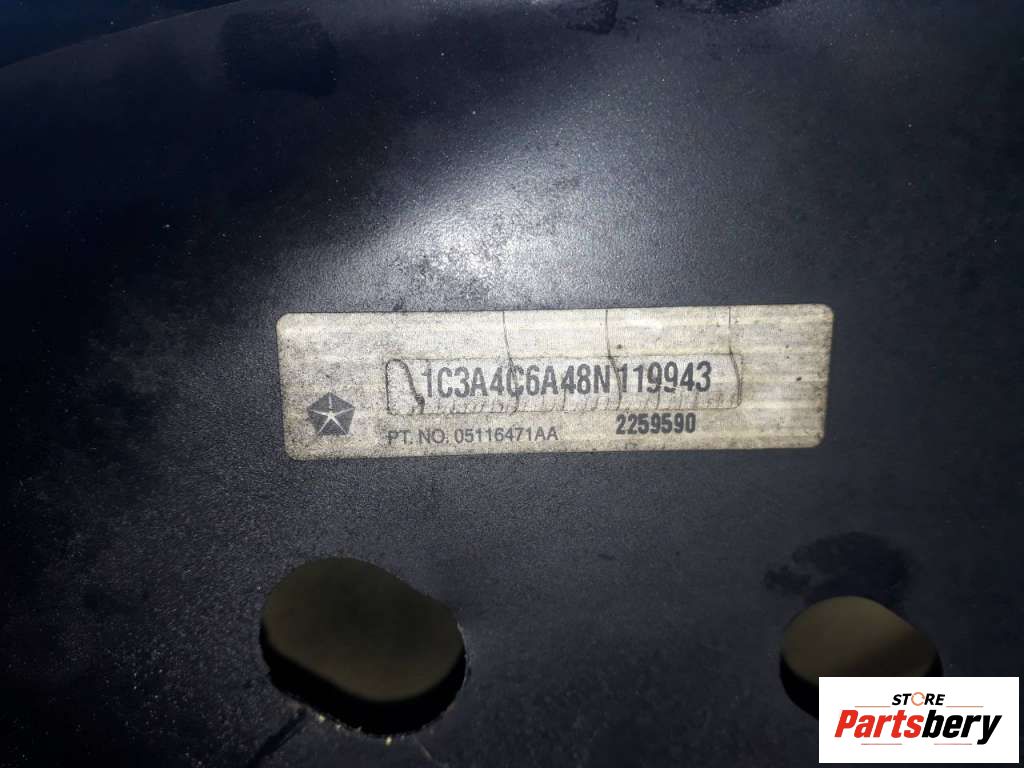 1C3A4C6A48N119943
PT. NO. 05116471AA 2259590
STORE
Partsbery